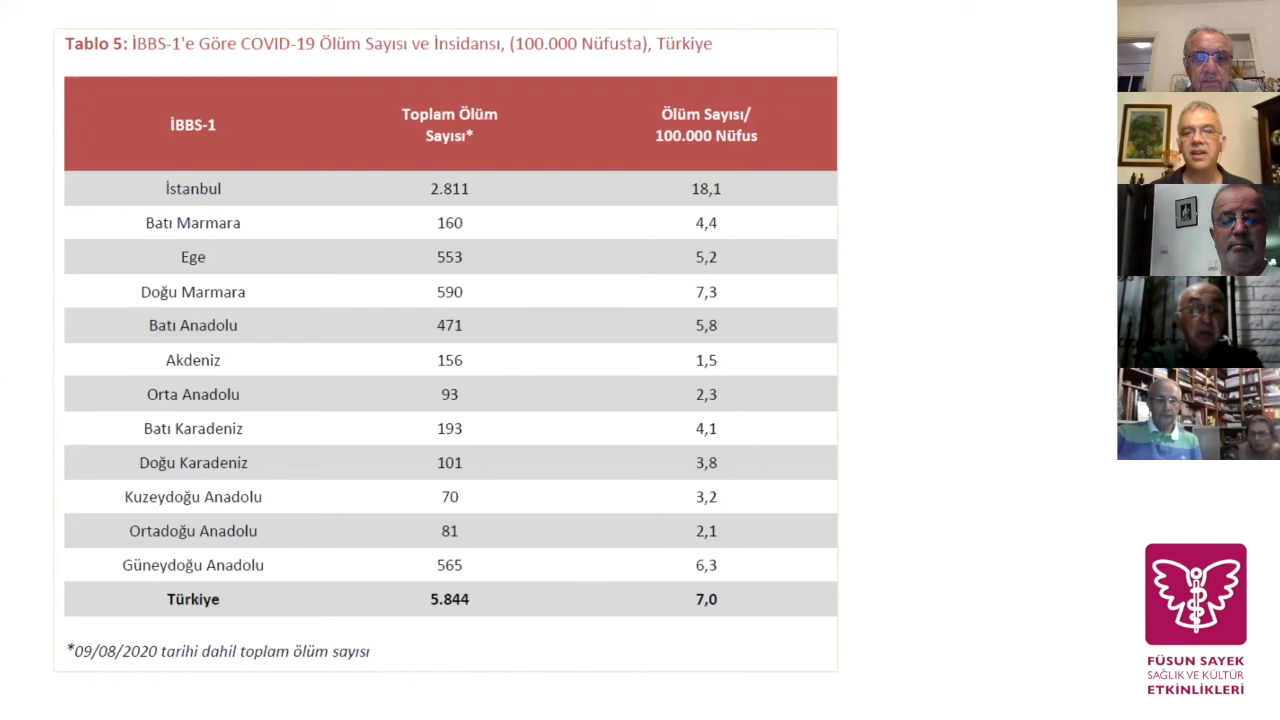 Tablo 5: İBBS-1'e Göre COVID-19 Ölüm Sayısı ve İnsidansı, (100.000 Nüfusta), Türkiye
İBBS-1 Toplam Ölüm Sayısı* Ölüm Sayısı/ 100.000 Nüfus
İstanbul 2.811 18,1
Batı Marmara 160 4,4
Ege 553 5,2
Doğu Marmara 590 7,3
Batı Anadolu 471 5,8
Akdeniz 156 1,5
Orta Anadolu 93 2,3
Batı Karadeniz 193 4,1
Doğu Karadeniz 101 3,8
Kuzeydoğu Anadolu 70 3,2
Ortadoğu Anadolu 81 2,1
Güneydoğu Anadolu 565 6,3
Türkiye 5.844 7,0
*09/08/2020 tarihi dahil toplam ölüm sayısı
FÜSUN SAYEK
SAĞLIK VE KÜLTÜR
ETKİNLİKLERİ